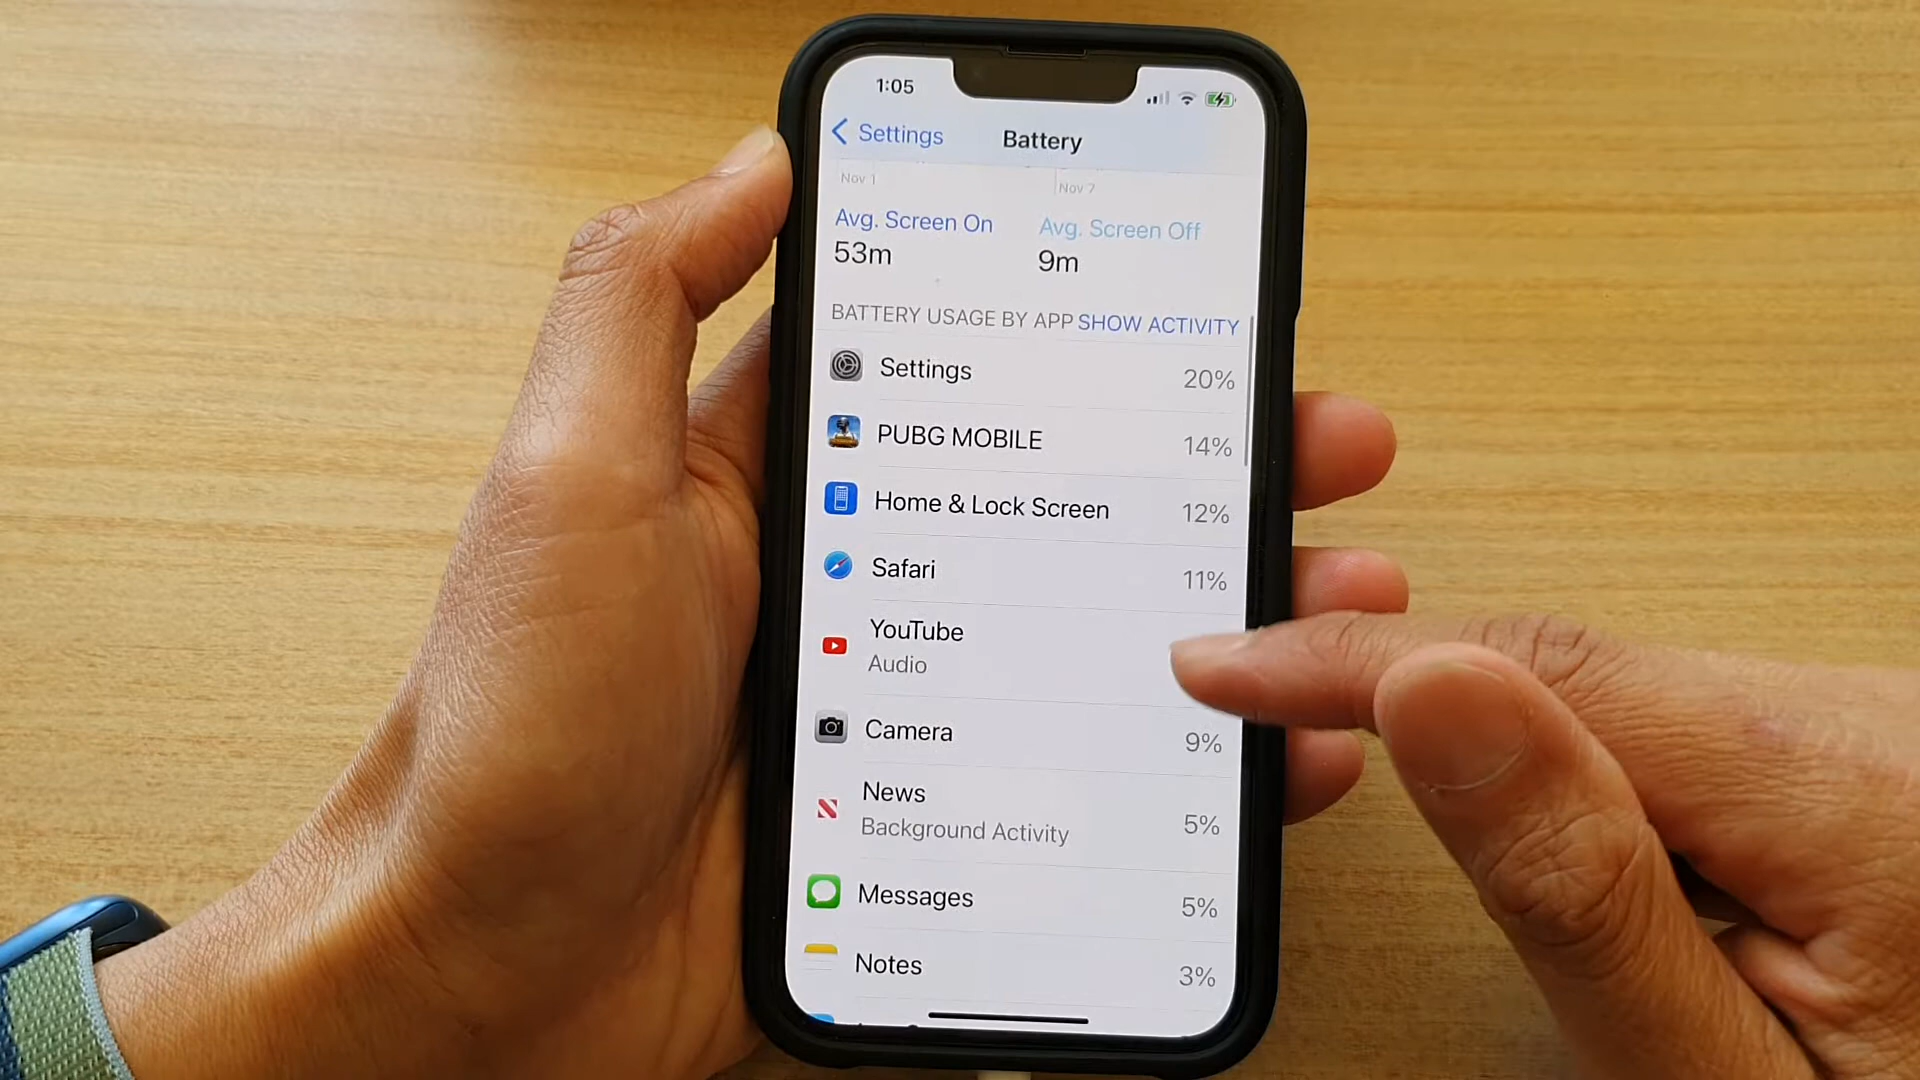 1:05
Settings
Battery
Nov 1
Nov 7
Avg. Screen On
Avg. Screen Off
53m
9m
BATTERY USAGE BY APP SHOW ACTIVITY
Settings 20%
PUBG MOBILE 14%
Home & Lock Screen 12%
Safari 11%
YouTube
Audio
Camera 9%
News
Background Activity 5%
Messages 5%
Notes 3%